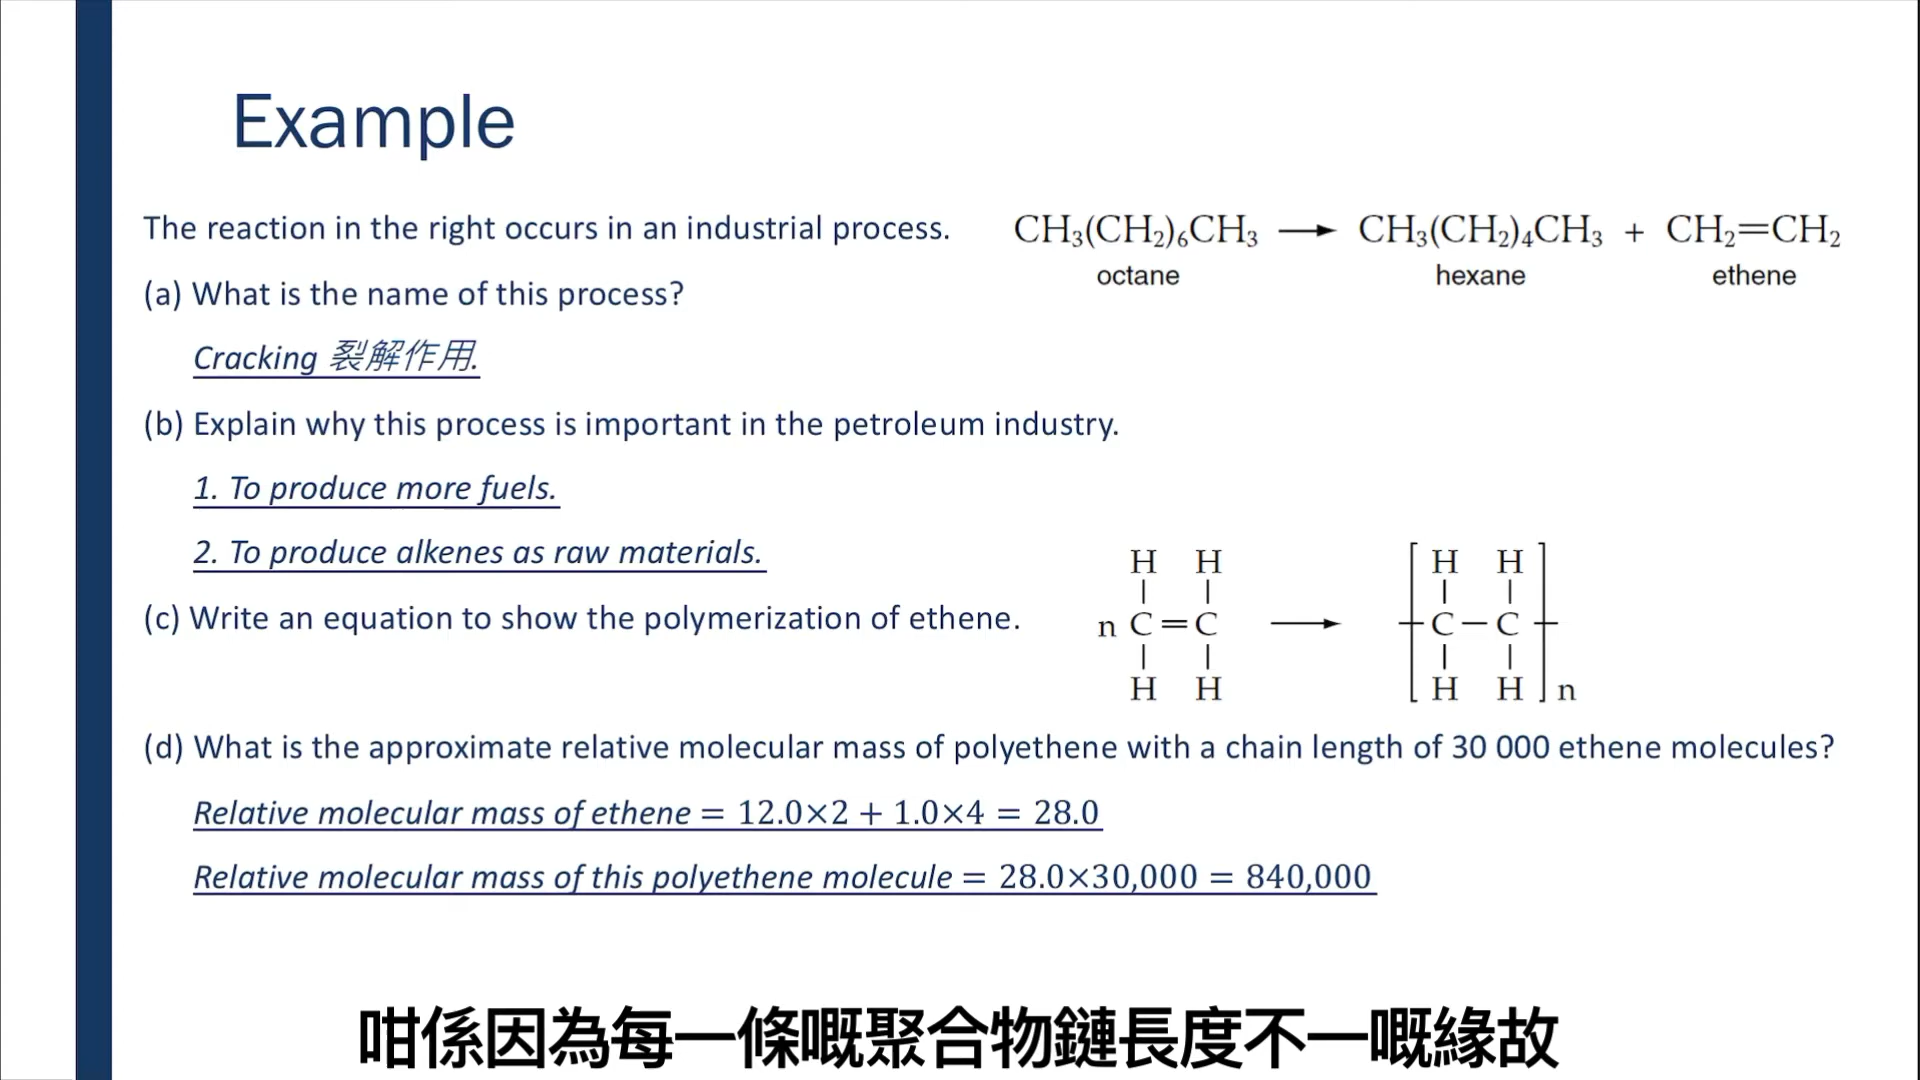 Example
The reaction in the right occurs in an industrial process.
CH₃(CH₂)₆CH₃ ⟶ CH₃(CH₂)₄CH₃ + CH₂=CH₂
octane hexane ethene
(a) What is the name of this process?
Cracking 裂解作用.
(b) Explain why this process is important in the petroleum industry.
1. To produce more fuels.
2. To produce alkenes as raw materials.
(c) Write an equation to show the polymerization of ethene.
H H H H
n C=C ⟶ C−C
H H H H n
(d) What is the approximate relative molecular mass of polyethene with a chain length of 30 000 ethene molecules?
Relative molecular mass of ethene = 12.0×2 + 1.0×4 = 28.0
Relative molecular mass of this polyethene molecule = 28.0×30,000 = 840,000
咁係因為每一條嘅聚合物鏈長度不一嘅緣故